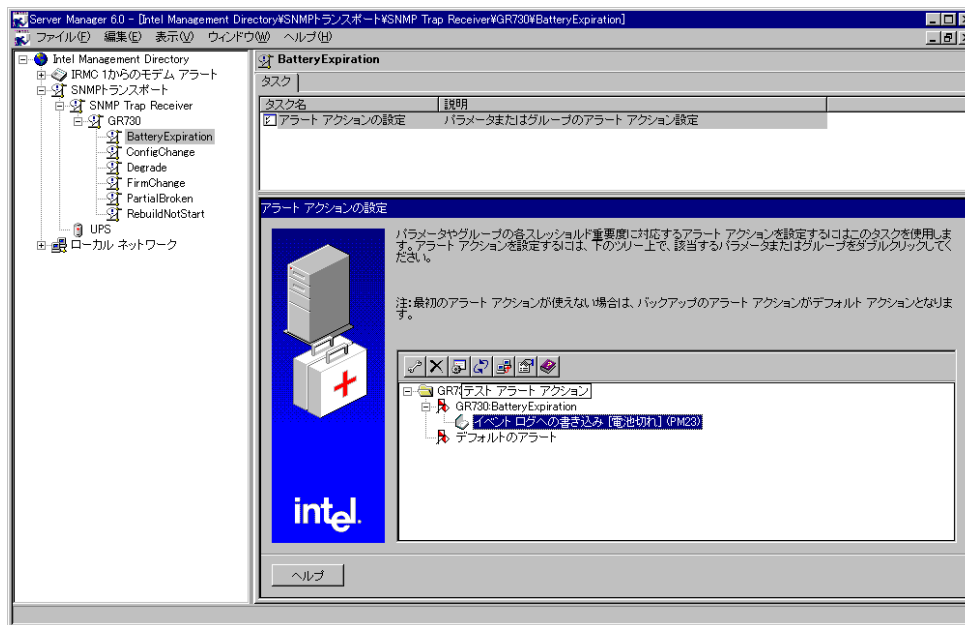 Server Manager 6.0 - [Intel Management Directory¥SNMPトランスポート¥SNMP Trap Receiver¥GR730¥BatteryExpiration]
ファイル(F) 編集(E) 表示(V) ウィンドウ(W) ヘルプ(H)
Intel Management Directory
IRMC 1からのモデム アラート
SNMPトランスポート
SNMP Trap Receiver
GR730
BatteryExpiration
ConfigChange
Degrade
FirmChange
PartialBroken
RebuildNotStart
UPS
ローカル ネットワーク
BatteryExpiration
タスク
タスク名 説明
アラート アクションの設定 パラメータまたはグループのアラート アクション設定
アラート アクションの設定
パラメータやグループの各スレッショルド重要度に対応するアラート アクションを設定するにはこのタスクを使用しま
す。アラート アクションを設定するには、下のツリー上で、該当するパラメータまたはグループをダブルクリックしてく
ださい。
注:最初のアラート アクションが使えない場合は、バックアップのアラート アクションがデフォルト アクションとなりま
す。
GR7
テスト アラート アクション
GR730:BatteryExpiration
イベント ログへの書き込み [電池切れ] (PM23)
デフォルトのアラート
intel.
ヘルプ